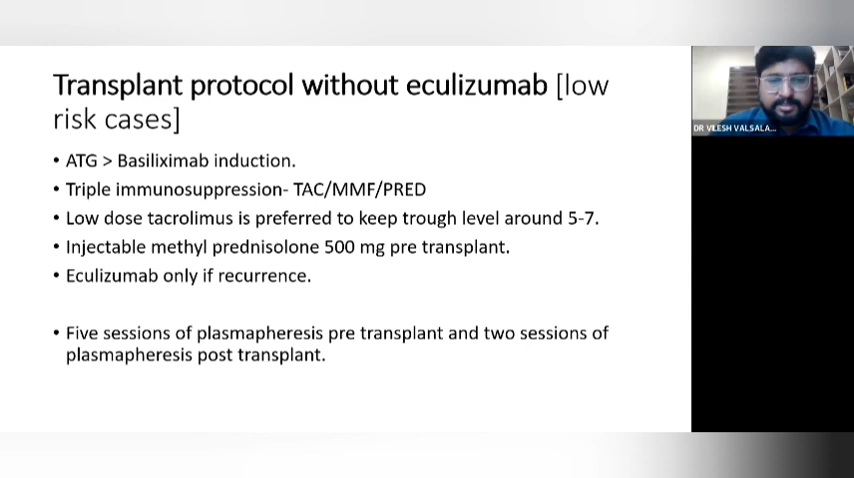 Transplant protocol without eculizumab [low
risk cases]
• ATG > Basiliximab induction.
• Triple immunosuppression- TAC/MMF/PRED
• Low dose tacrolimus is preferred to keep trough level around 5-7.
• Injectable methyl prednisolone 500 mg pre transplant.
• Eculizumab only if recurrence.
• Five sessions of plasmapheresis pre transplant and two sessions of
plasmapheresis post transplant.
DR VILESH VALSALA...